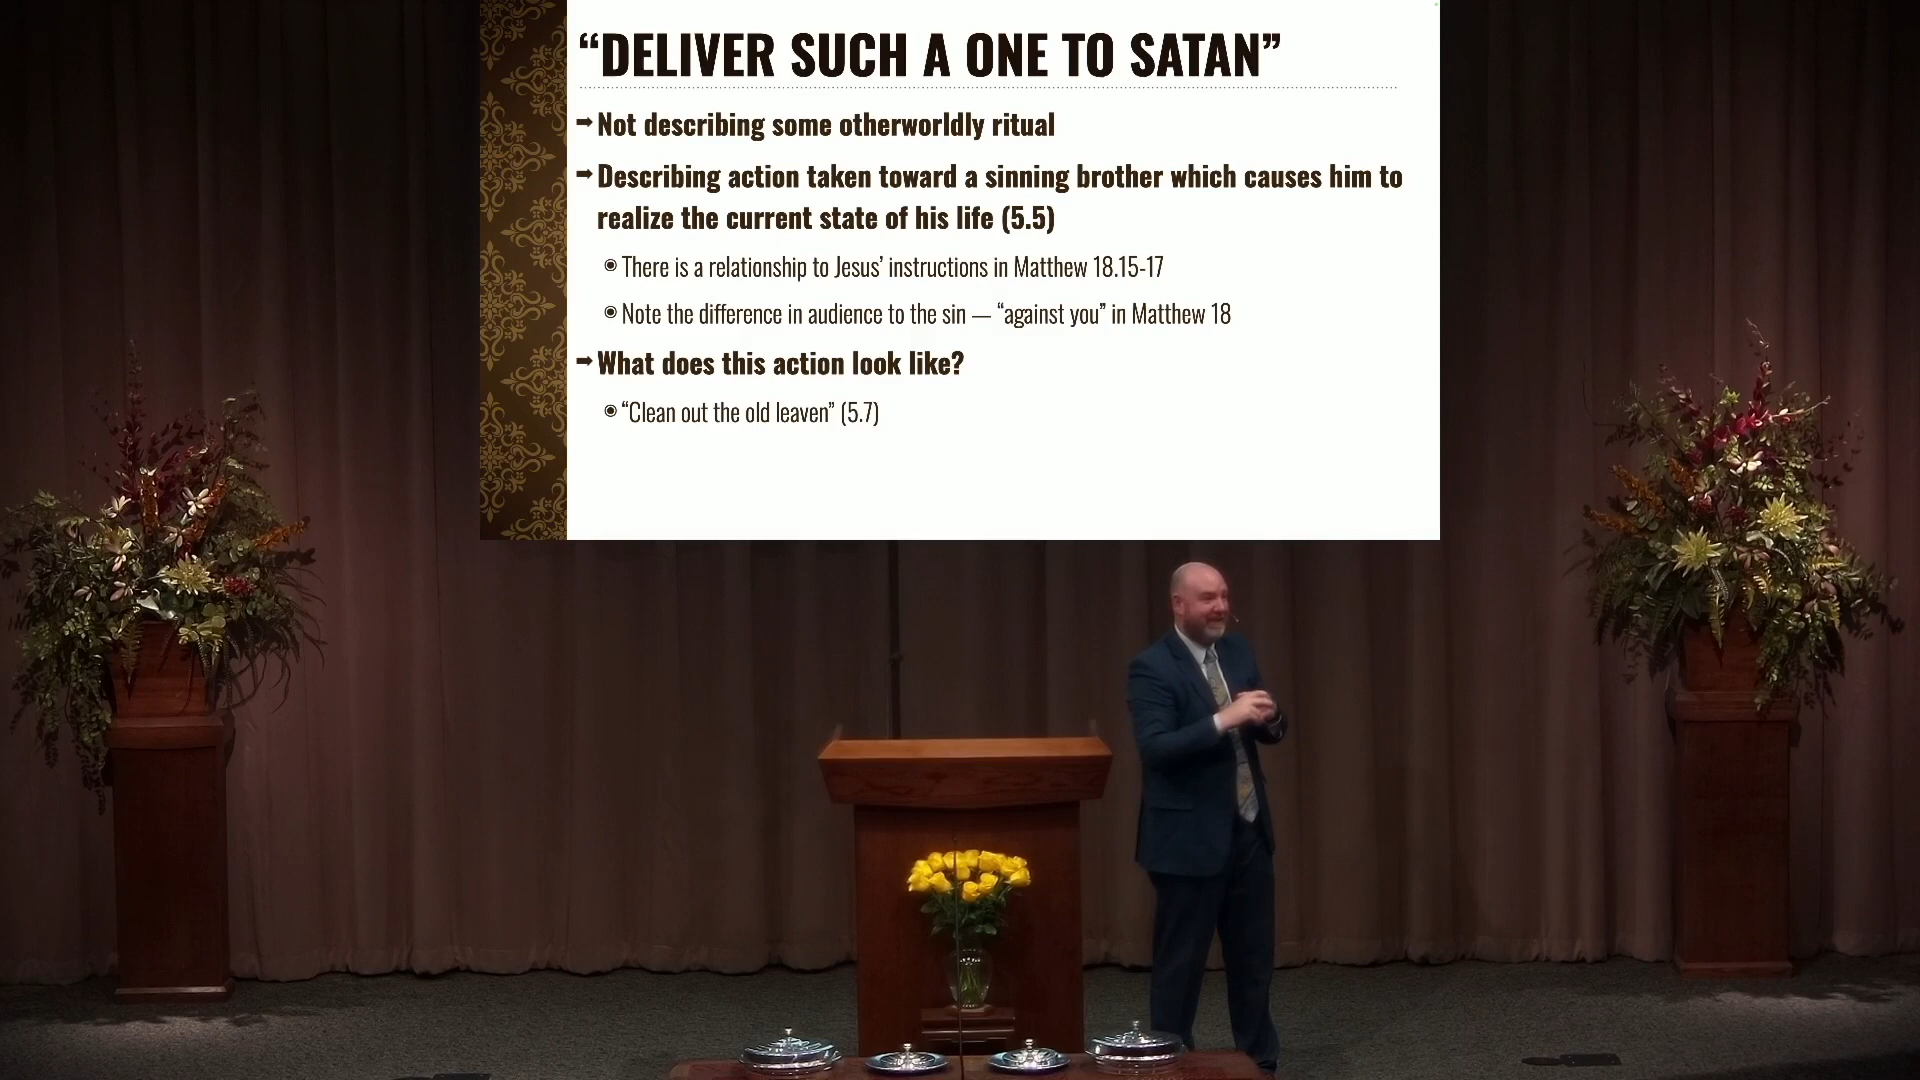 “DELIVER SUCH A ONE TO SATAN”
➡Not describing some otherworldly ritual
➡Describing action taken toward a sinning brother which causes him to
realize the current state of his life (5.5)
◉There is a relationship to Jesus’ instructions in Matthew 18.15-17
◉Note the difference in audience to the sin — “against you” in Matthew 18
➡What does this action look like?
◉“Clean out the old leaven” (5.7)